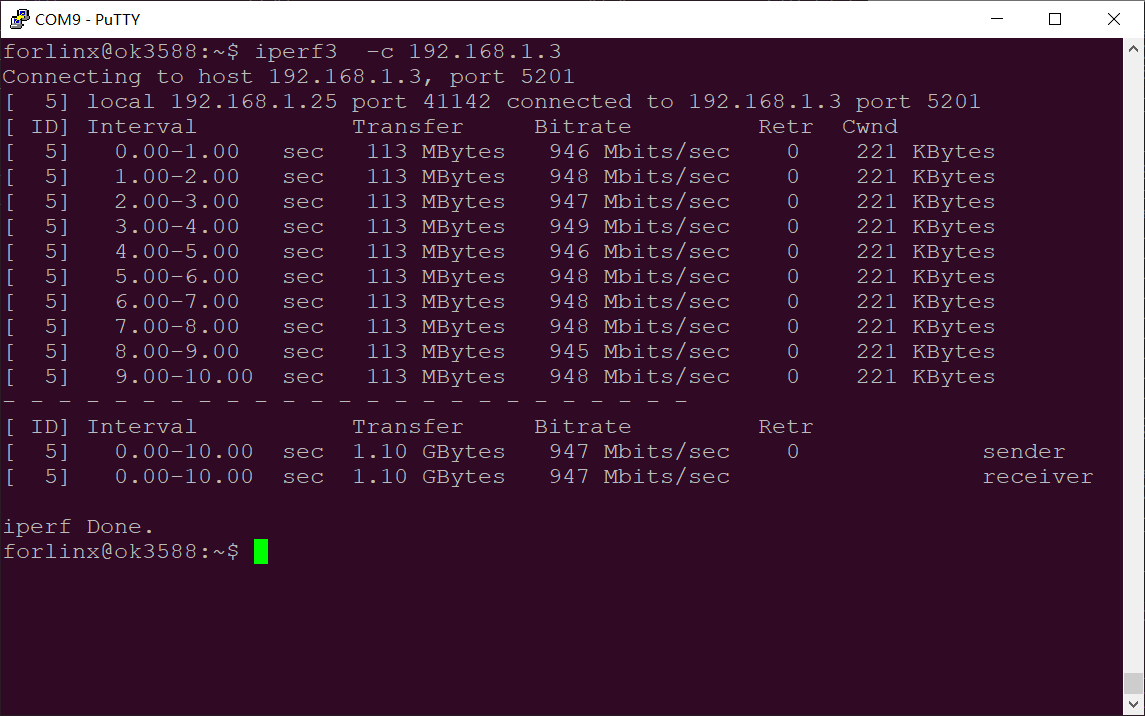 COM9 - PuTTY
forlinx@ok3588:~$ iperf3  -c 192.168.1.3
Connecting to host 192.168.1.3, port 5201
[  5] local 192.168.1.25 port 41142 connected to 192.168.1.3 port 5201
[ ID] Interval           Transfer     Bitrate         Retr  Cwnd
[  5]   0.00-1.00   sec   113 MBytes   946 Mbits/sec    0    221 KBytes
[  5]   1.00-2.00   sec   113 MBytes   948 Mbits/sec    0    221 KBytes
[  5]   2.00-3.00   sec   113 MBytes   947 Mbits/sec    0    221 KBytes
[  5]   3.00-4.00   sec   113 MBytes   949 Mbits/sec    0    221 KBytes
[  5]   4.00-5.00   sec   113 MBytes   946 Mbits/sec    0    221 KBytes
[  5]   5.00-6.00   sec   113 MBytes   948 Mbits/sec    0    221 KBytes
[  5]   6.00-7.00   sec   113 MBytes   948 Mbits/sec    0    221 KBytes
[  5]   7.00-8.00   sec   113 MBytes   948 Mbits/sec    0    221 KBytes
[  5]   8.00-9.00   sec   113 MBytes   945 Mbits/sec    0    221 KBytes
[  5]   9.00-10.00  sec   113 MBytes   948 Mbits/sec    0    221 KBytes
- - - - - - - - - - - - - - - - - - - - - - - - -
[ ID] Interval           Transfer     Bitrate         Retr
[  5]   0.00-10.00  sec  1.10 GBytes   947 Mbits/sec    0             sender
[  5]   0.00-10.00  sec  1.10 GBytes   947 Mbits/sec                  receiver
iperf Done.
forlinx@ok3588:~$